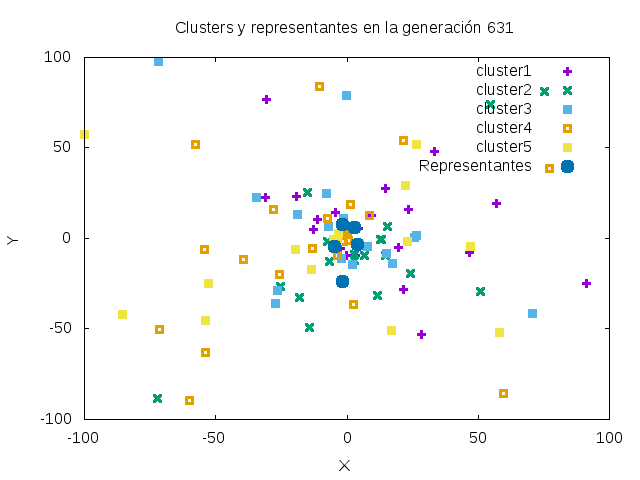 Clusters y representantes en la generación 631
100
50
0
-50
-100
-100
-50
0
50
100
X
Y
cluster1
cluster2
cluster3
cluster4
cluster5
Representantes